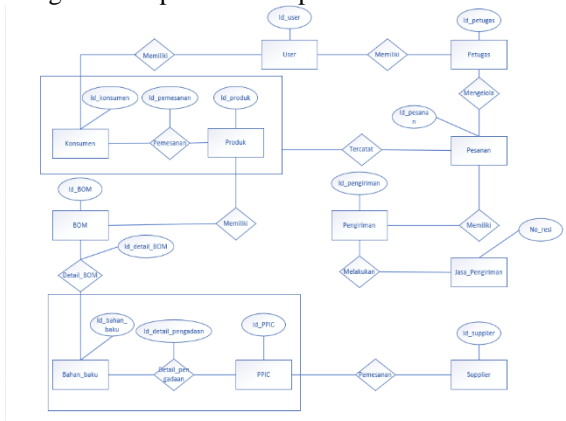 Id_user
Id_petugas
Memiliki
User
Memiliki
Petugas
Id_konsumen
Id_pemesanan
Id_produk
Mengelola
Id_pesana
n
Konsumen
Pemesanan
Produk
Tercatat
Pesanan
Id_BOM
Id_pengiriman
BOM
Memiliki
Pengiriman
Memiliki
No_resi
Id_detail_BOM
Detail_BOM
Melakukan
Jasa_Pengiriman
Id_bahan_
baku
Id_detail_pengadaan
Id_PPIC
Id_supplier
Bahan_baku
Detail_pen
gadaan
PPIC
Pemesanan
Supplier